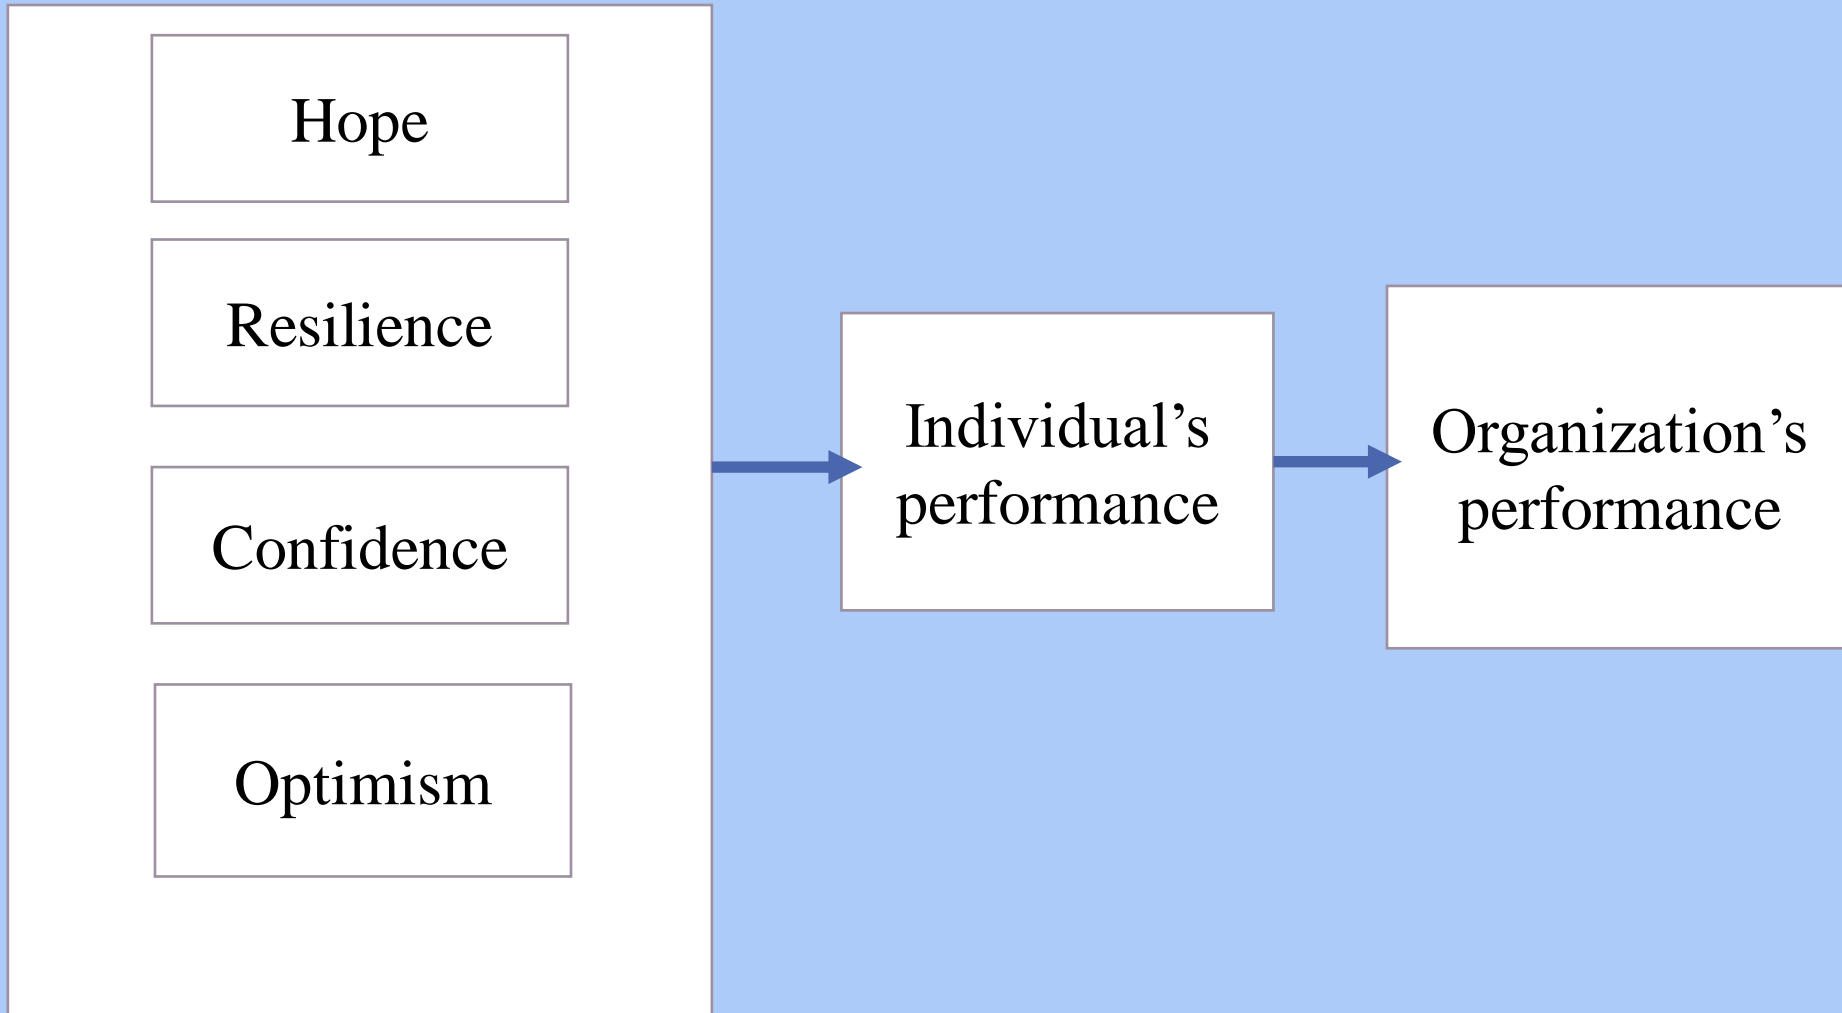 Hope
Resilience
Confidence
Optimism
Individual’s
performance
Organization’s
performance